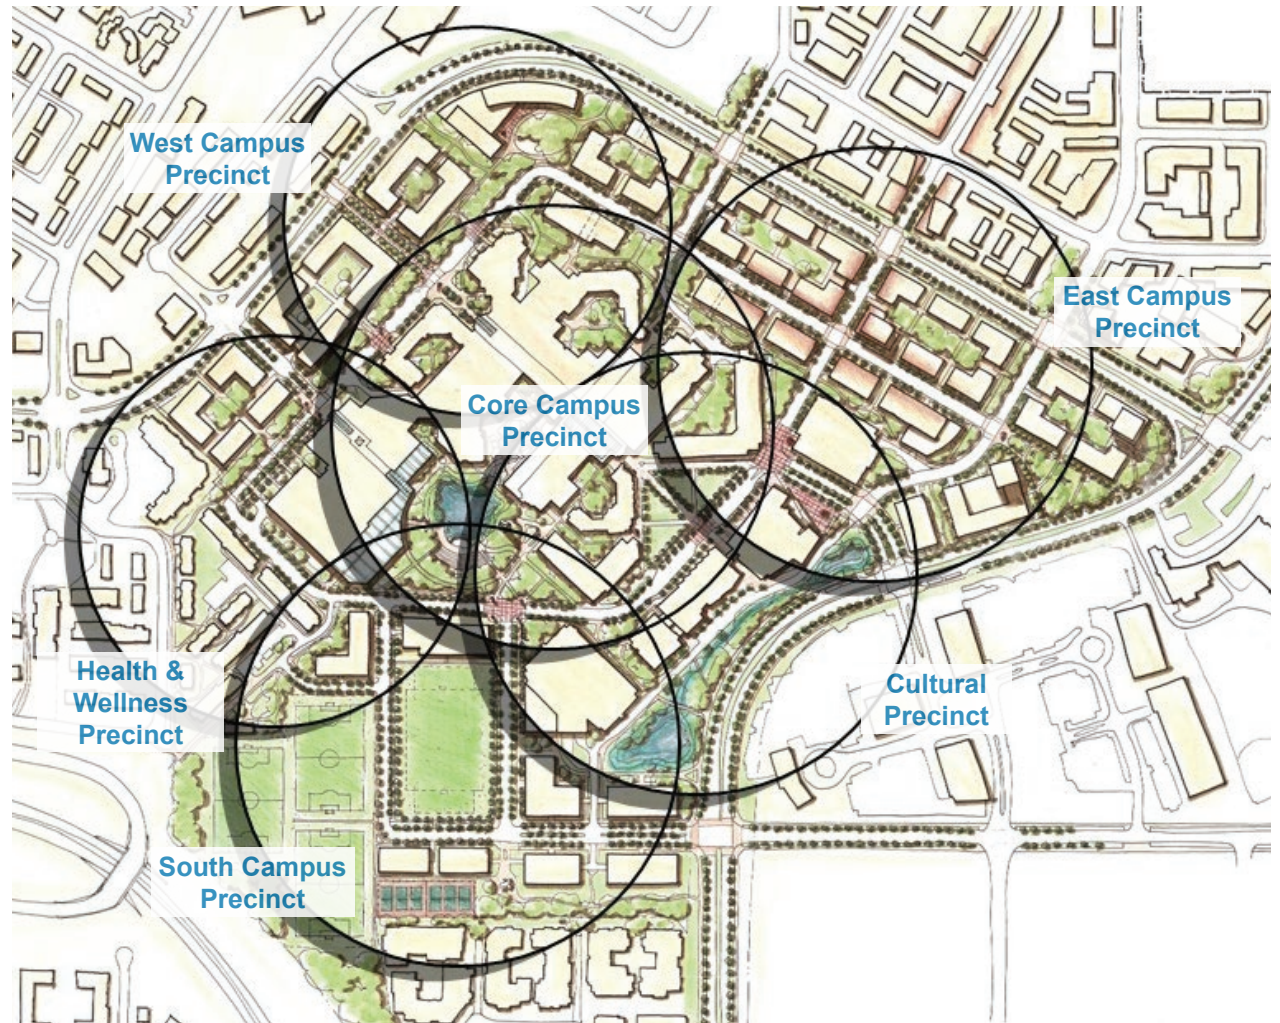 West Campus
Precinct
East Campus
Precinct
Core Campus
Precinct
Health &
Wellness
Precinct
Cultural
Precinct
South Campus
Precinct